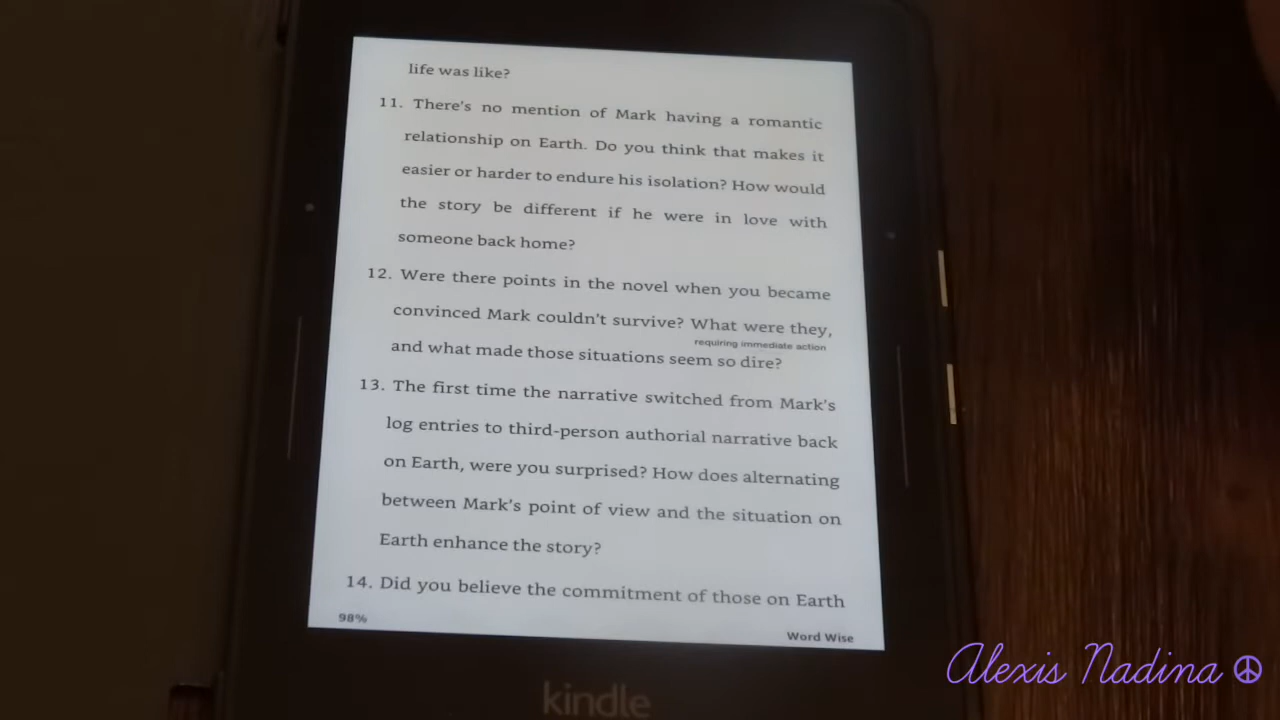 life was like?
11. There's no mention of Mark having a romantic
relationship on Earth. Do you think that makes it
easier or harder to endure his isolation? How would
the story be different if he were in love with
someone back home?
12. Were there points in the novel when you became
convinced Mark couldn't survive? What were they,
requiring immediate action
and what made those situations seem so dire?
13. The first time the narrative switched from Mark's
log entries to third-person authorial narrative back
on Earth, were you surprised? How does alternating
between Mark's point of view and the situation on
Earth enhance the story?
14. Did you believe the commitment of those on Earth
98%
Word Wise
kindle
Alexis Nadina